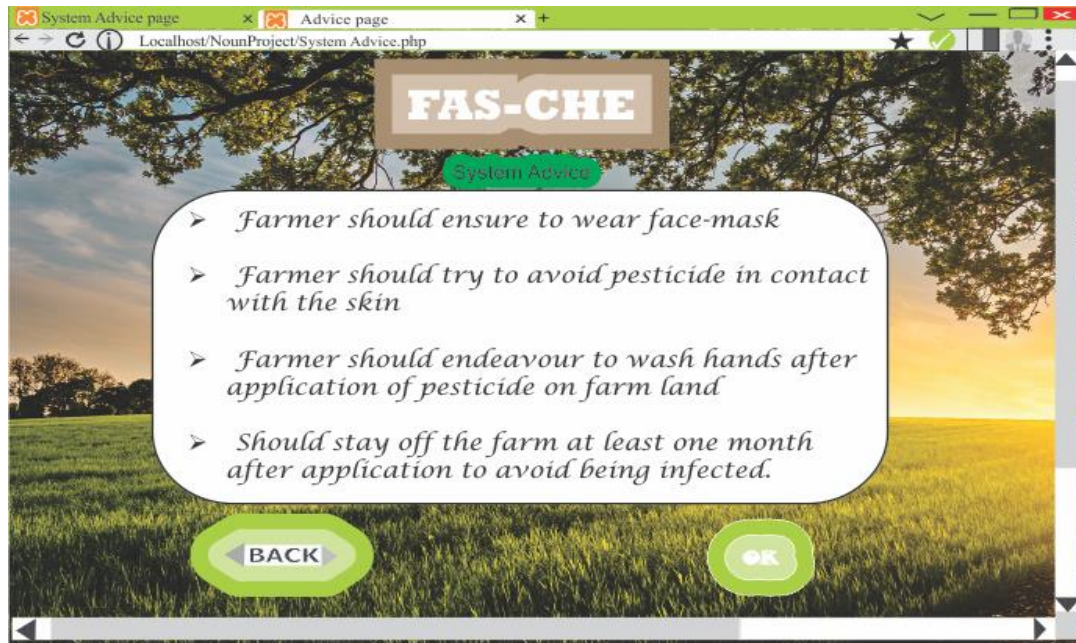 System Advice page
Advice page
Localhost/NounProject/System Advice.php
FAS-CHE
System Advice
➢ Farmer should ensure to wear face-mask
➢ Farmer should try to avoid pesticide in contact
with the skin
➢ Farmer should endeavour to wash hands after
application of pesticide on farm land
➢ Should stay off the farm at least one month
after application to avoid being infected.
BACK
OK